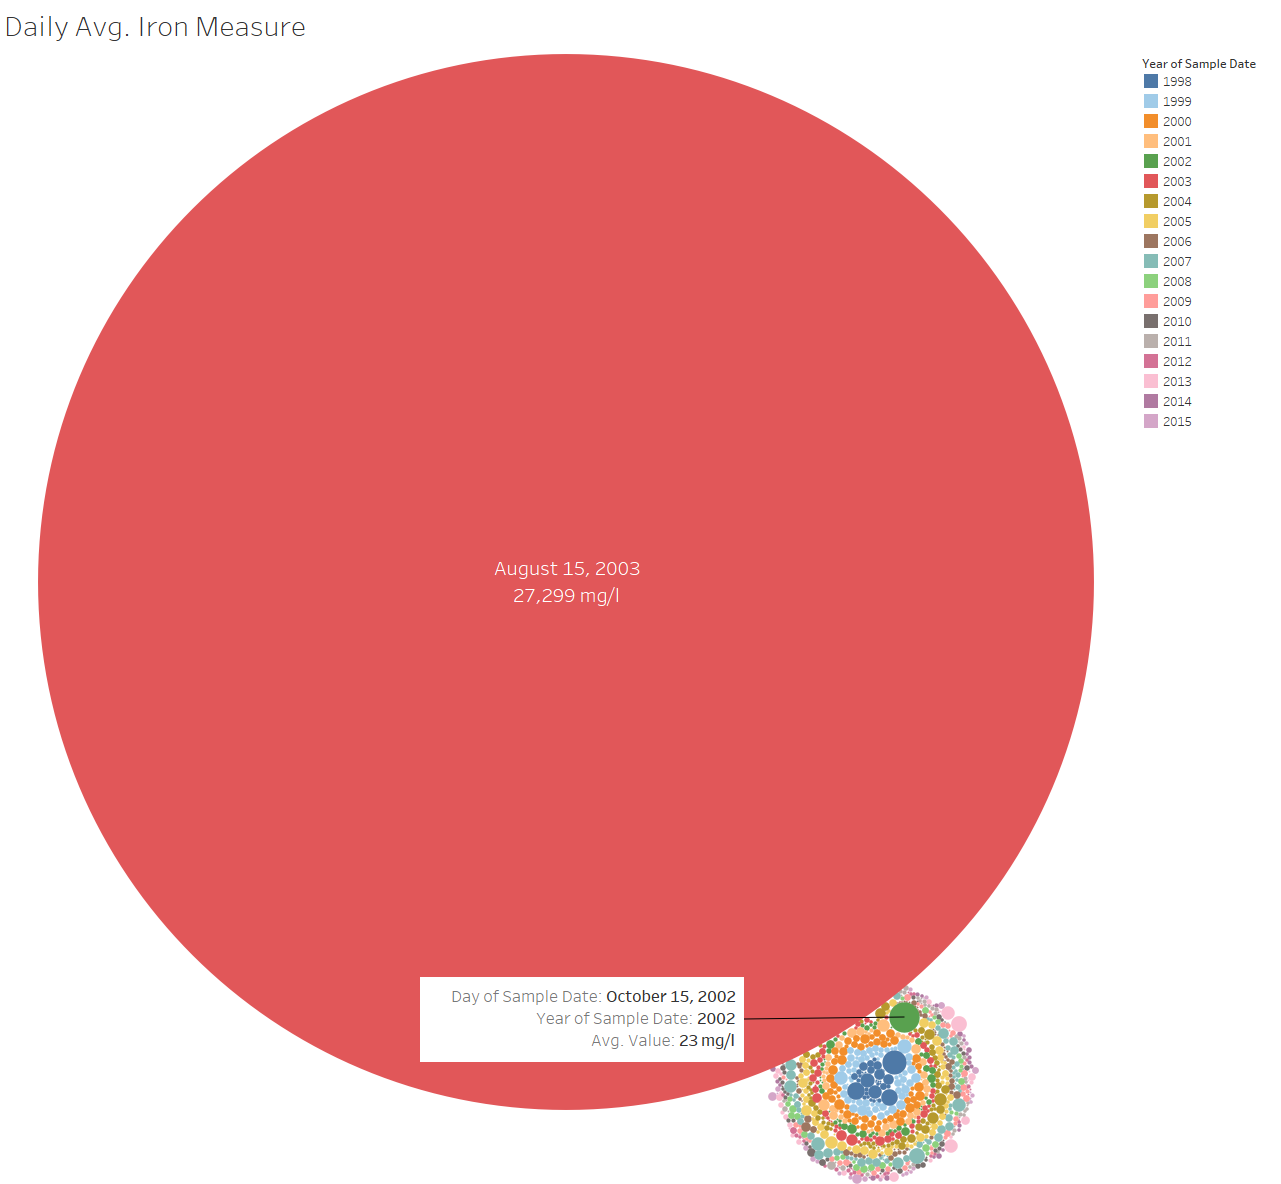 Daily Avg. Iron Measure
Year of Sample Date
1998
1999
2000
2001
2002
2003
2004
2005
2006
2007
2008
2009
2010
2011
2012
2013
2014
2015
August 15, 2003
27,299 mg/l
Day of Sample Date: October 15, 2002
Year of Sample Date: 2002
Avg. Value: 23 mg/l